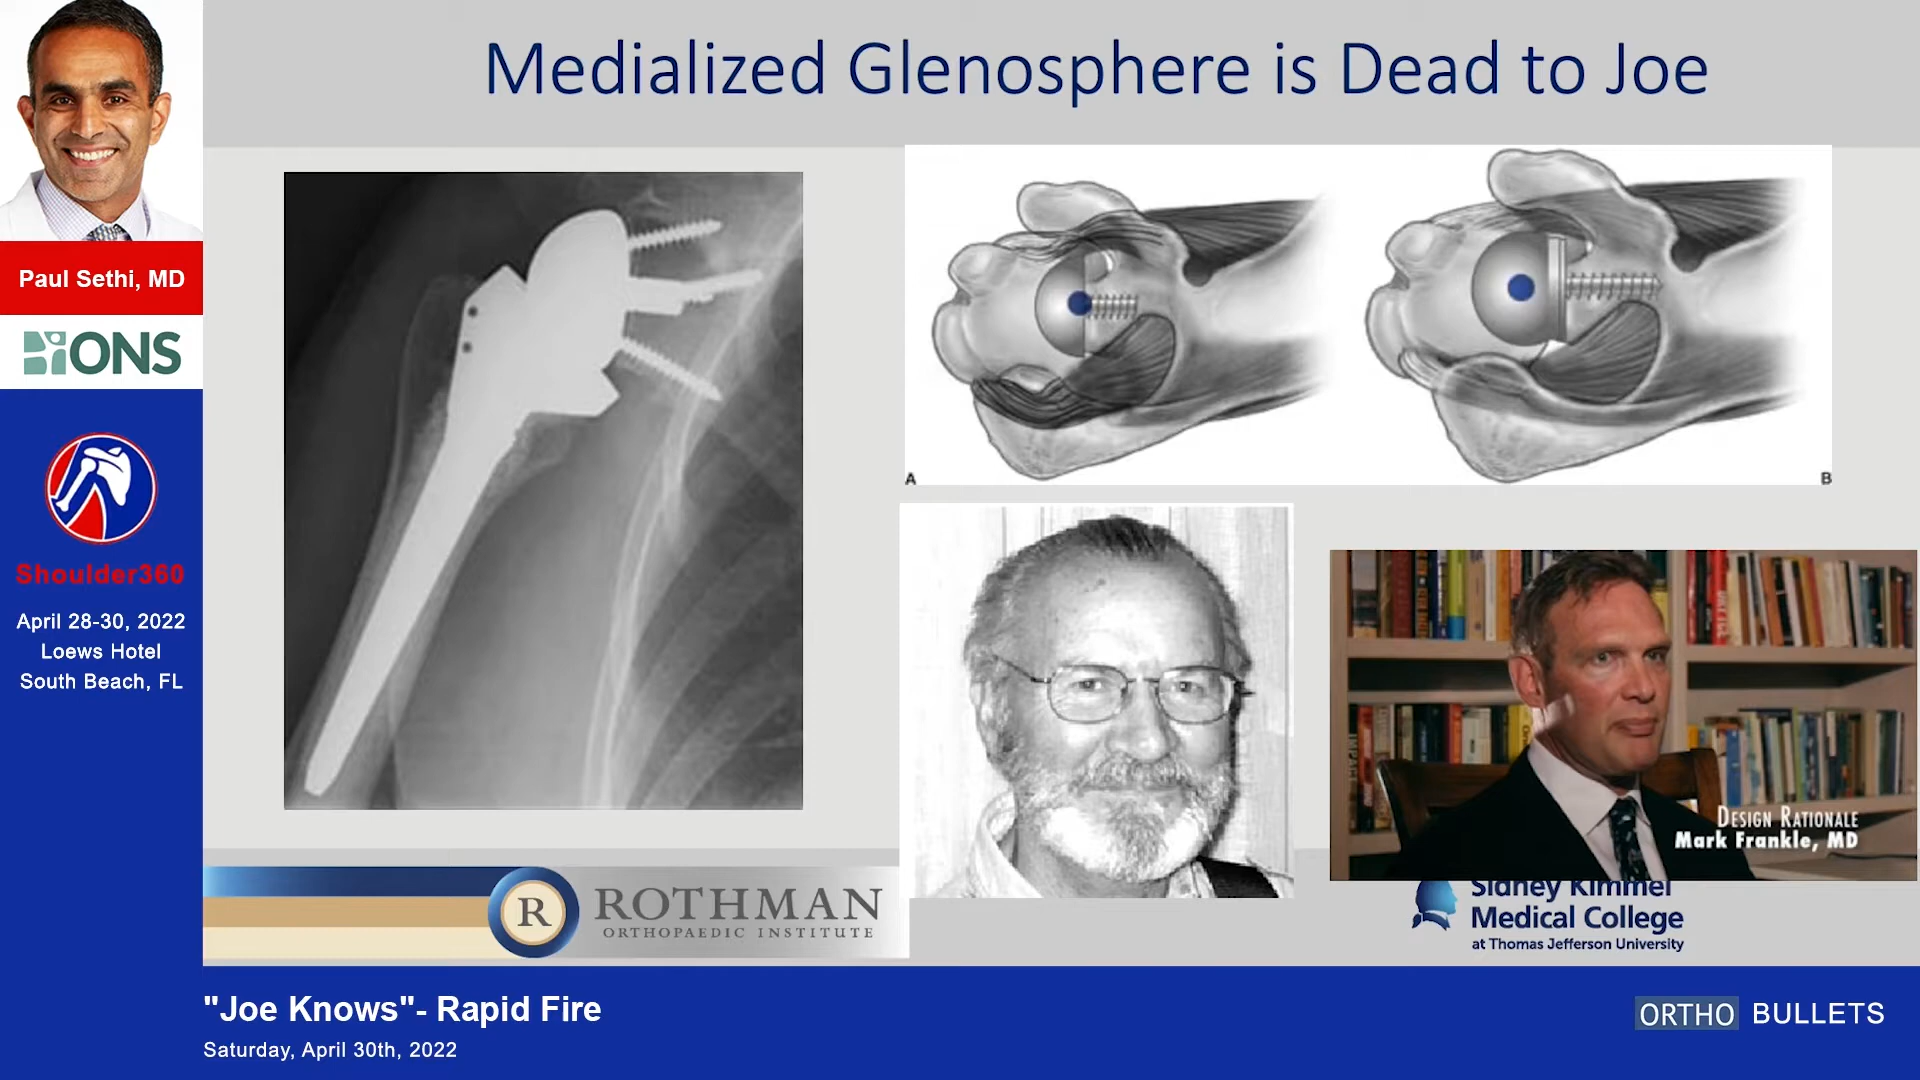 Medialized Glenosphere is Dead to Joe
Paul Sethi, MD
ONS
Shoulder360
April 28-30, 2022
Loews Hotel
South Beach, FL
A
B
DESIGN RATIONALE
Mark Frankle, MD
R
ROTHMAN
ORTHOPAEDIC INSTITUTE
Sidney Kimmel
Medical College
at Thomas Jefferson University
"Joe Knows"- Rapid Fire
Saturday, April 30th, 2022
ORTHO BULLETS